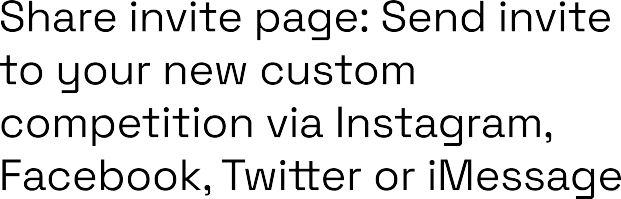 Share invite page: Send invite
to your new custom
competition via Instagram,
Facebook, Twitter or iMessage